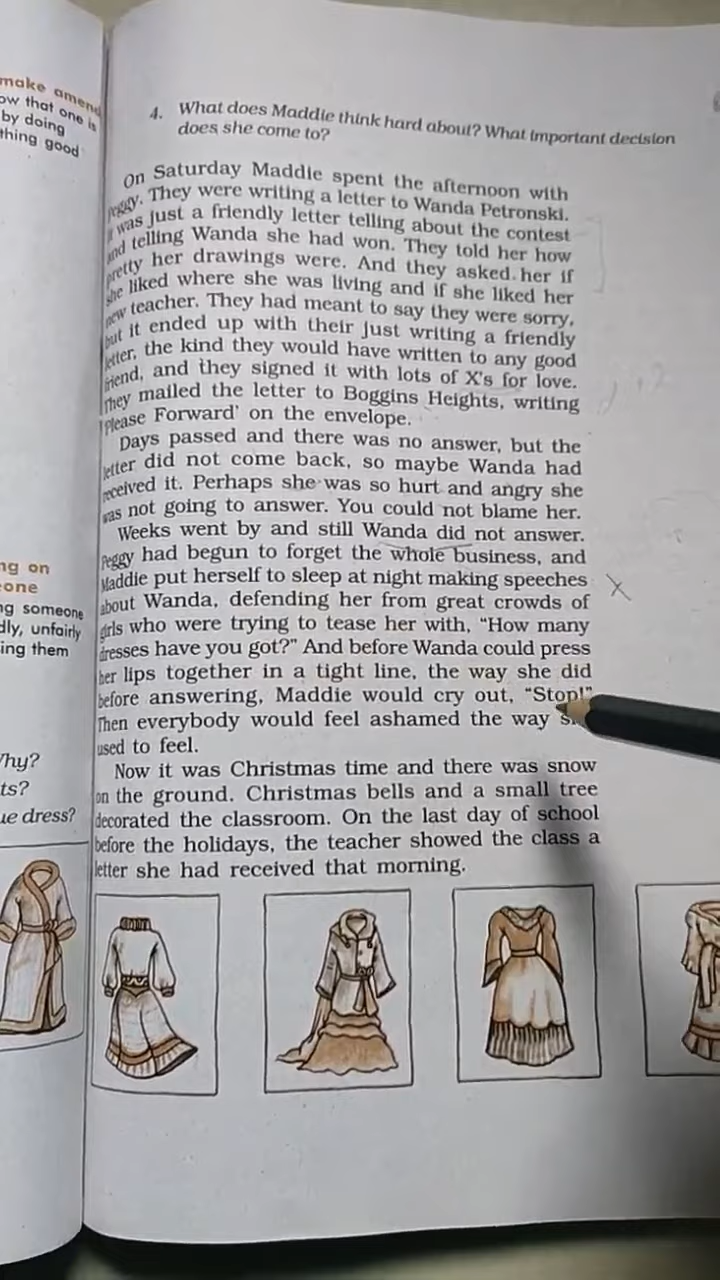 make amend
ow that one is
by doing
thing good
4. What does Maddie think hard about? What important decision
does she come to?
On Saturday Maddie spent the afternoon with
Peggy. They were writing a letter to Wanda Petronski.
It was just a friendly letter telling about the contest
and telling Wanda she had won. They told her how
pretty her drawings were. And they asked her if
she liked where she was living and if she liked her
new teacher. They had meant to say they were sorry,
but it ended up with their just writing a friendly
letter, the kind they would have written to any good
friend, and they signed it with lots of X's for love.
They mailed the letter to Boggins Heights, writing
'Please Forward' on the envelope.
Days passed and there was no answer, but the
letter did not come back, so maybe Wanda had
received it. Perhaps she was so hurt and angry she
was not going to answer. You could not blame her.
Weeks went by and still Wanda did not answer.
Peggy had begun to forget the whole business, and
Maddie put herself to sleep at night making speeches
about Wanda, defending her from great crowds of
girls who were trying to tease her with, “How many
dresses have you got?” And before Wanda could press
her lips together in a tight line, the way she did
before answering, Maddie would cry out, “Stop!”
Then everybody would feel ashamed the way
used to feel.
Now it was Christmas time and there was snow
on the ground. Christmas bells and a small tree
decorated the classroom. On the last day of school
before the holidays, the teacher showed the class a
letter she had received that morning.
ng on
one
ng someone
dly, unfairly
ing them
Why?
ts?
ue dress?